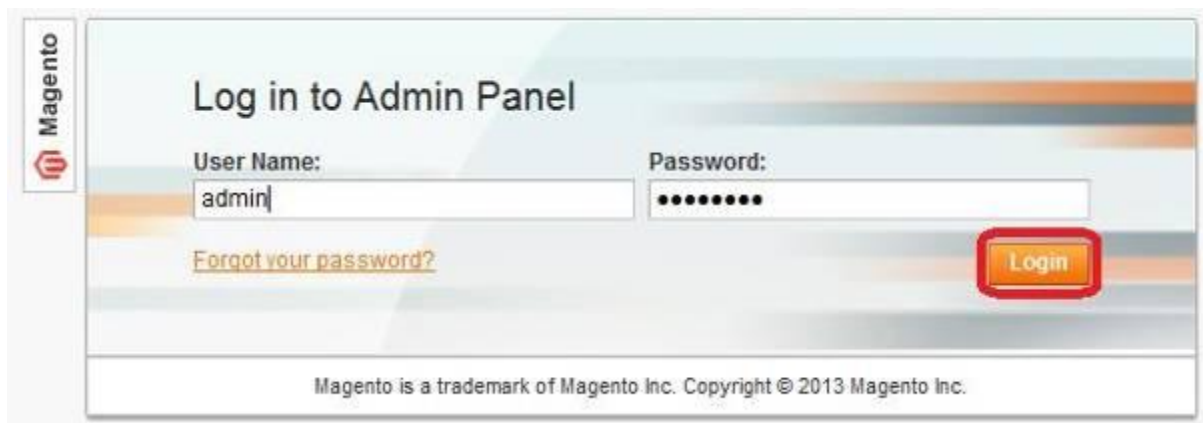 Magento
Log in to Admin Panel
User Name:
Password:
admin
••••••••
Forgot your password?
Login
Magento is a trademark of Magento Inc. Copyright © 2013 Magento Inc.